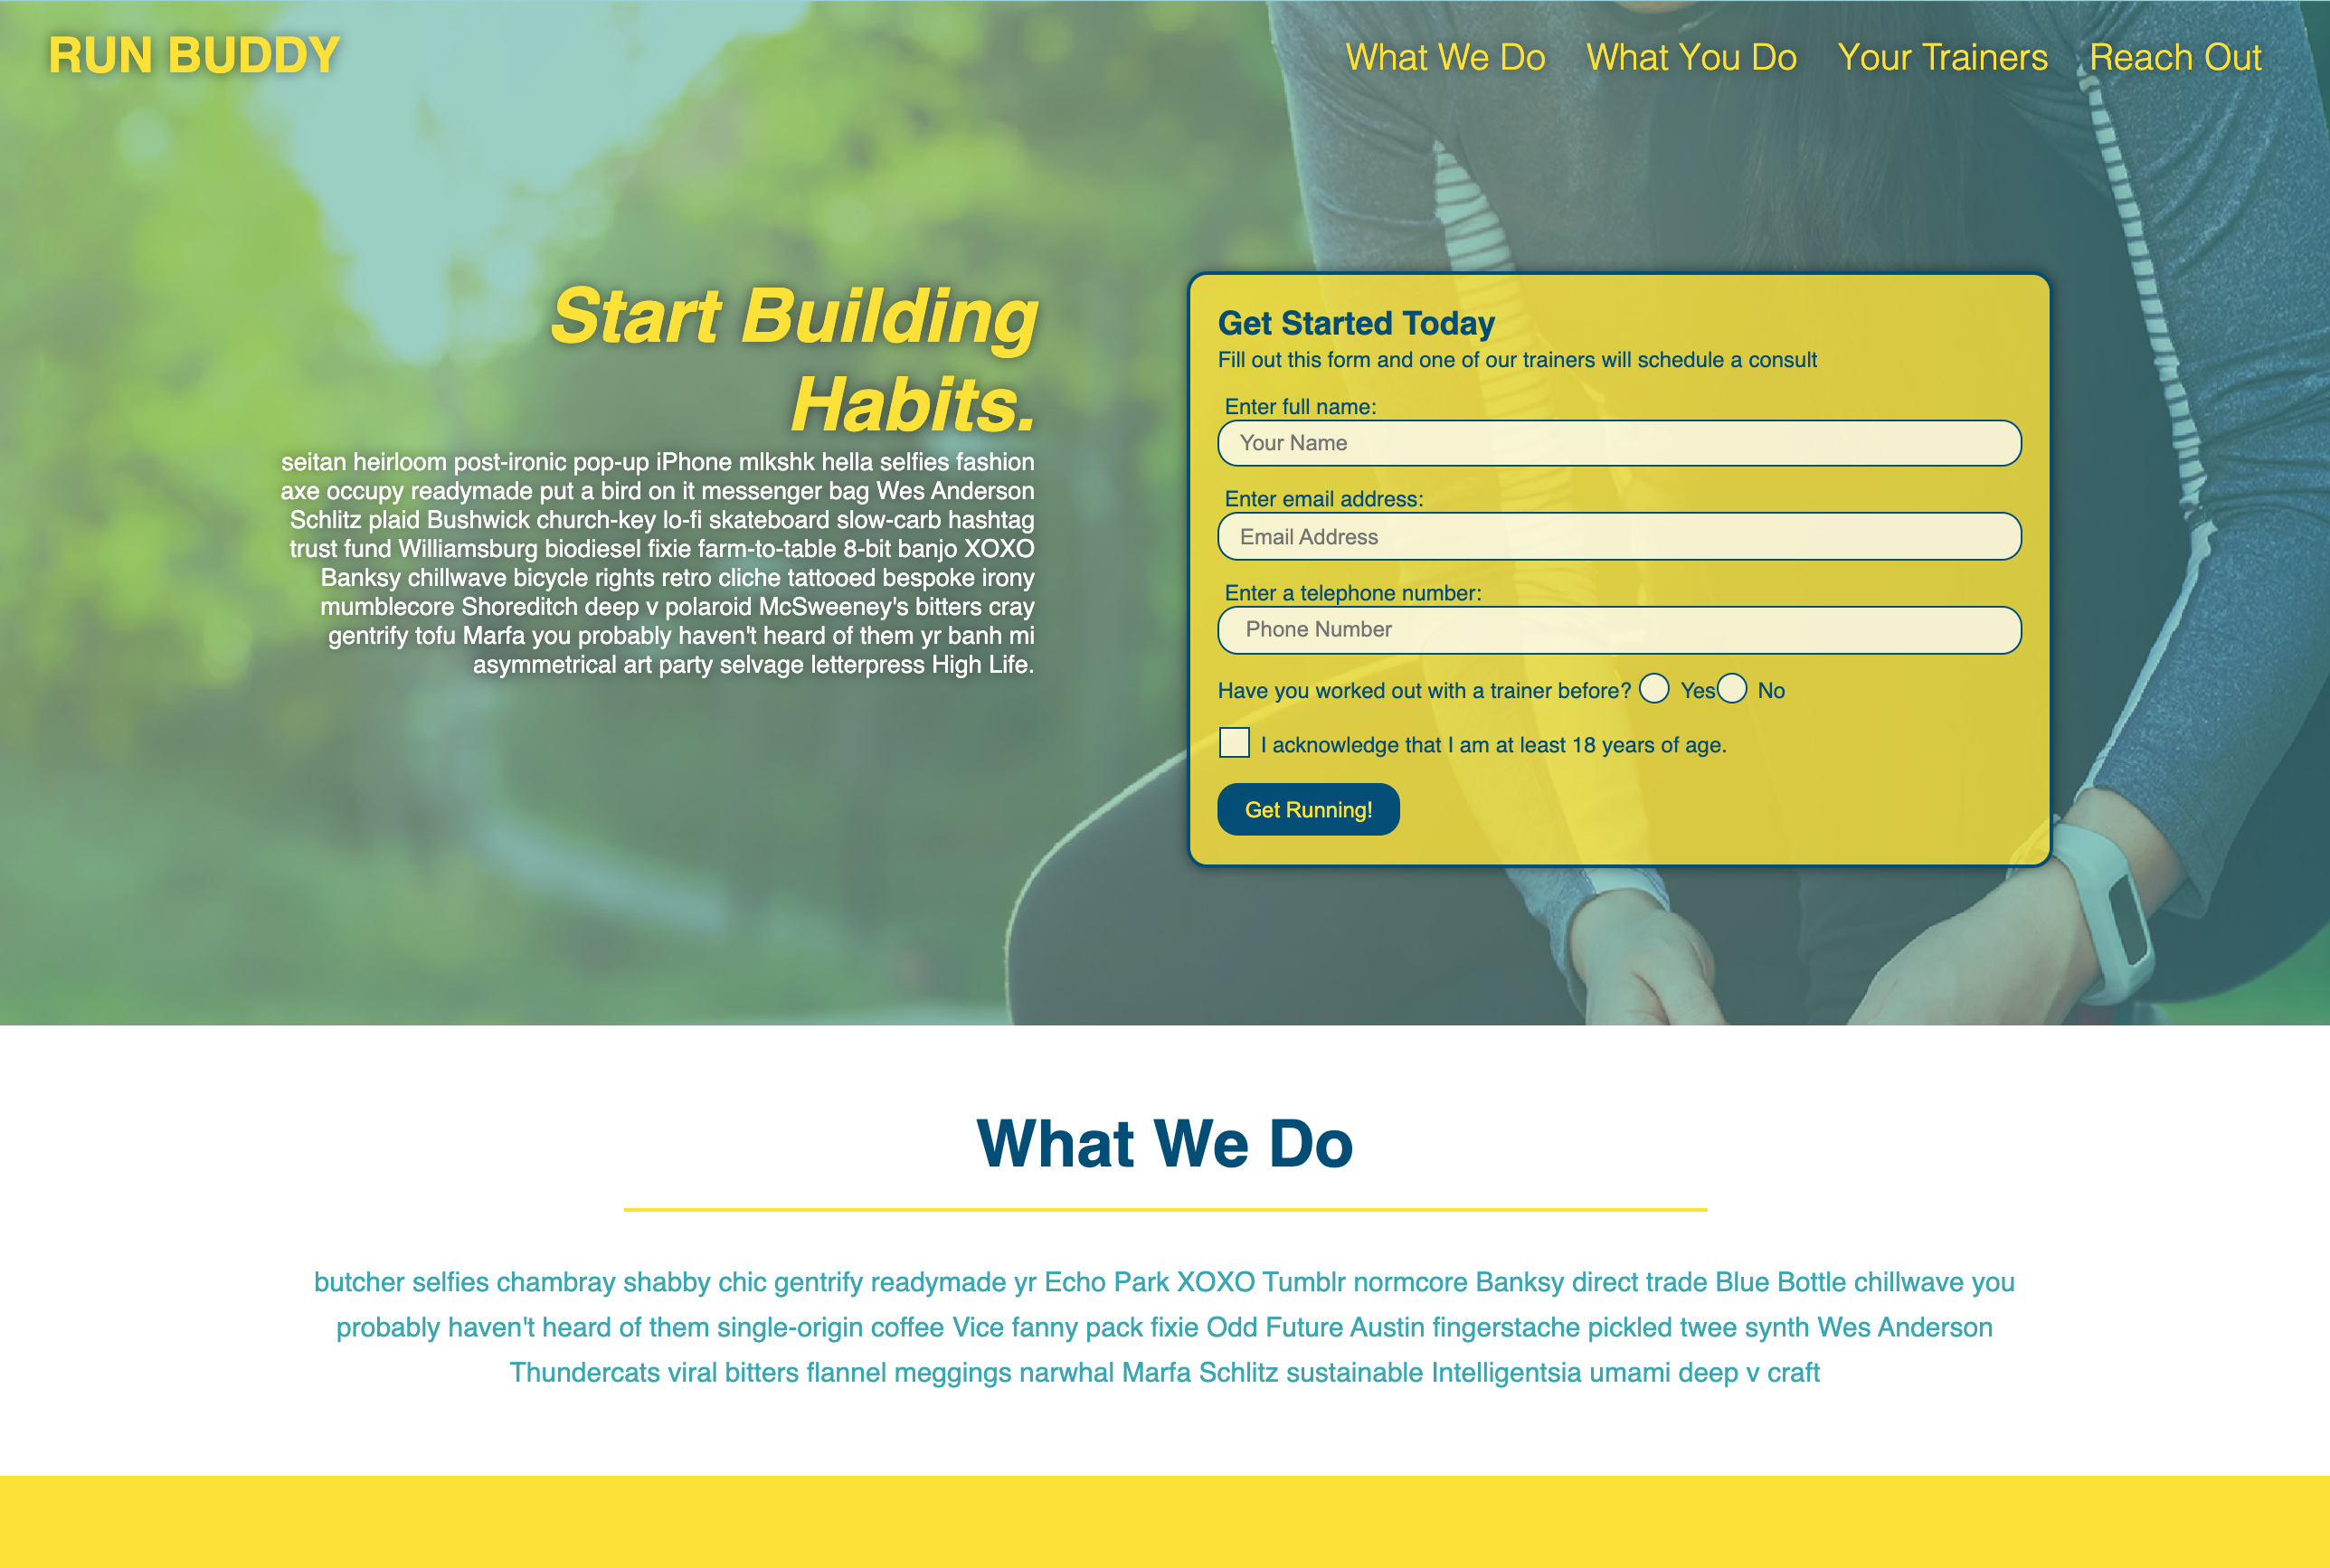 RUN BUDDY
What We Do What You Do Your Trainers Reach Out
Start Building
Habits.
seitan heirloom post-ironic pop-up iPhone mlkshk hella selfies fashion
axe occupy readymade put a bird on it messenger bag Wes Anderson
Schlitz plaid Bushwick church-key lo-fi skateboard slow-carb hashtag
trust fund Williamsburg biodiesel fixie farm-to-table 8-bit banjo XOXO
Banksy chillwave bicycle rights retro cliche tattooed bespoke irony
mumblecore Shoreditch deep v polaroid McSweeney's bitters cray
gentrify tofu Marfa you probably haven't heard of them yr banh mi
asymmetrical art party selvage letterpress High Life.
Get Started Today
Fill out this form and one of our trainers will schedule a consult
Enter full name:
Your Name
Enter email address:
Email Address
Enter a telephone number:
Phone Number
Have you worked out with a trainer before? Yes No
I acknowledge that I am at least 18 years of age.
Get Running!
What We Do
butcher selfies chambray shabby chic gentrify readymade yr Echo Park XOXO Tumblr normcore Banksy direct trade Blue Bottle chillwave you
probably haven't heard of them single-origin coffee Vice fanny pack fixie Odd Future Austin fingerstache pickled twee synth Wes Anderson
Thundercats viral bitters flannel meggings narwhal Marfa Schlitz sustainable Intelligentsia umami deep v craft